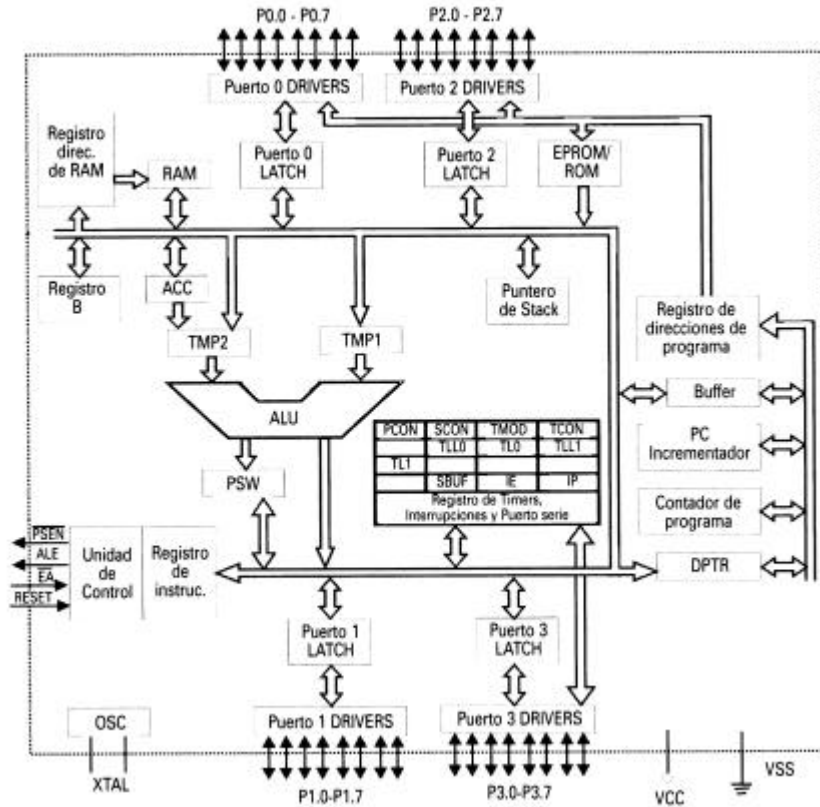 P0.0 - P0.7
P2.0 - P2.7
Puerto 0 DRIVERS
Puerto 2 DRIVERS
Registro
direc.
de RAM
RAM
Puerto 0
LATCH
Puerto 2
LATCH
EPROM/
ROM
Registro
B
ACC
Puntero
de Stack
Registro de
direcciones de
programa
TMP2
TMP1
ALU
Buffer
PCON SCON TMOD TCON
TLL0 TL0 TLL1
TL1
SBUF IE IP
Registro de Timers,
Interrupciones y Puerto serie
PC
Incrementador
PSW
Contador de
programa
PSEN
ALE
EA
RESET
Unidad
de
Control
Registro
de
instruc.
DPTR
Puerto 1
LATCH
Puerto 3
LATCH
OSC
Puerto 1 DRIVERS
Puerto 3 DRIVERS
XTAL
P1.0-P1.7
P3.0-P3.7
VCC
VSS